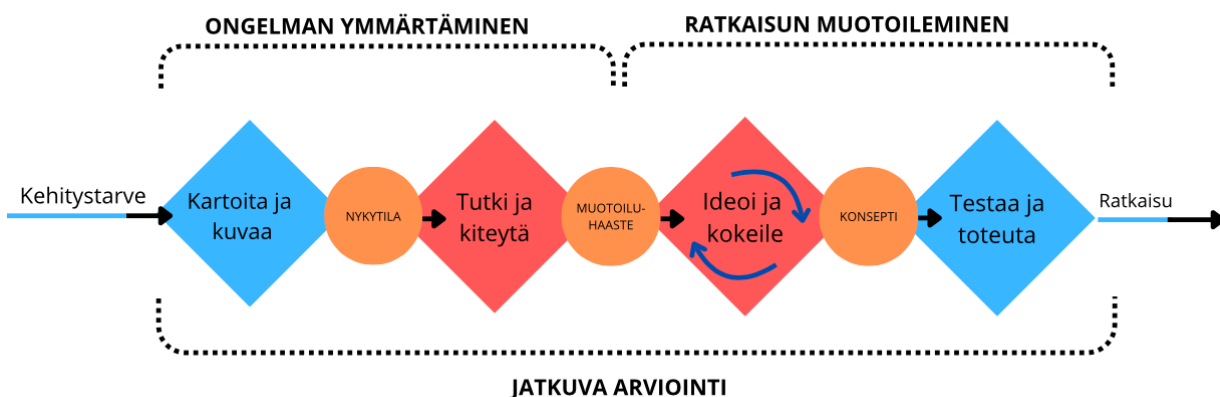 ONGELMAN YMMÄRTÄMINEN
RATKAISUN MUOTOILEMINEN
Kehitystarve
Kartoita ja
kuvaa
NYKYTILA
Tutki ja
kiteytä
MUOTOILU-
HAASTE
Ideoi ja
kokeile
KONSEPTI
Testaa ja
toteuta
Ratkaisu
JATKUVA ARVIOINTI